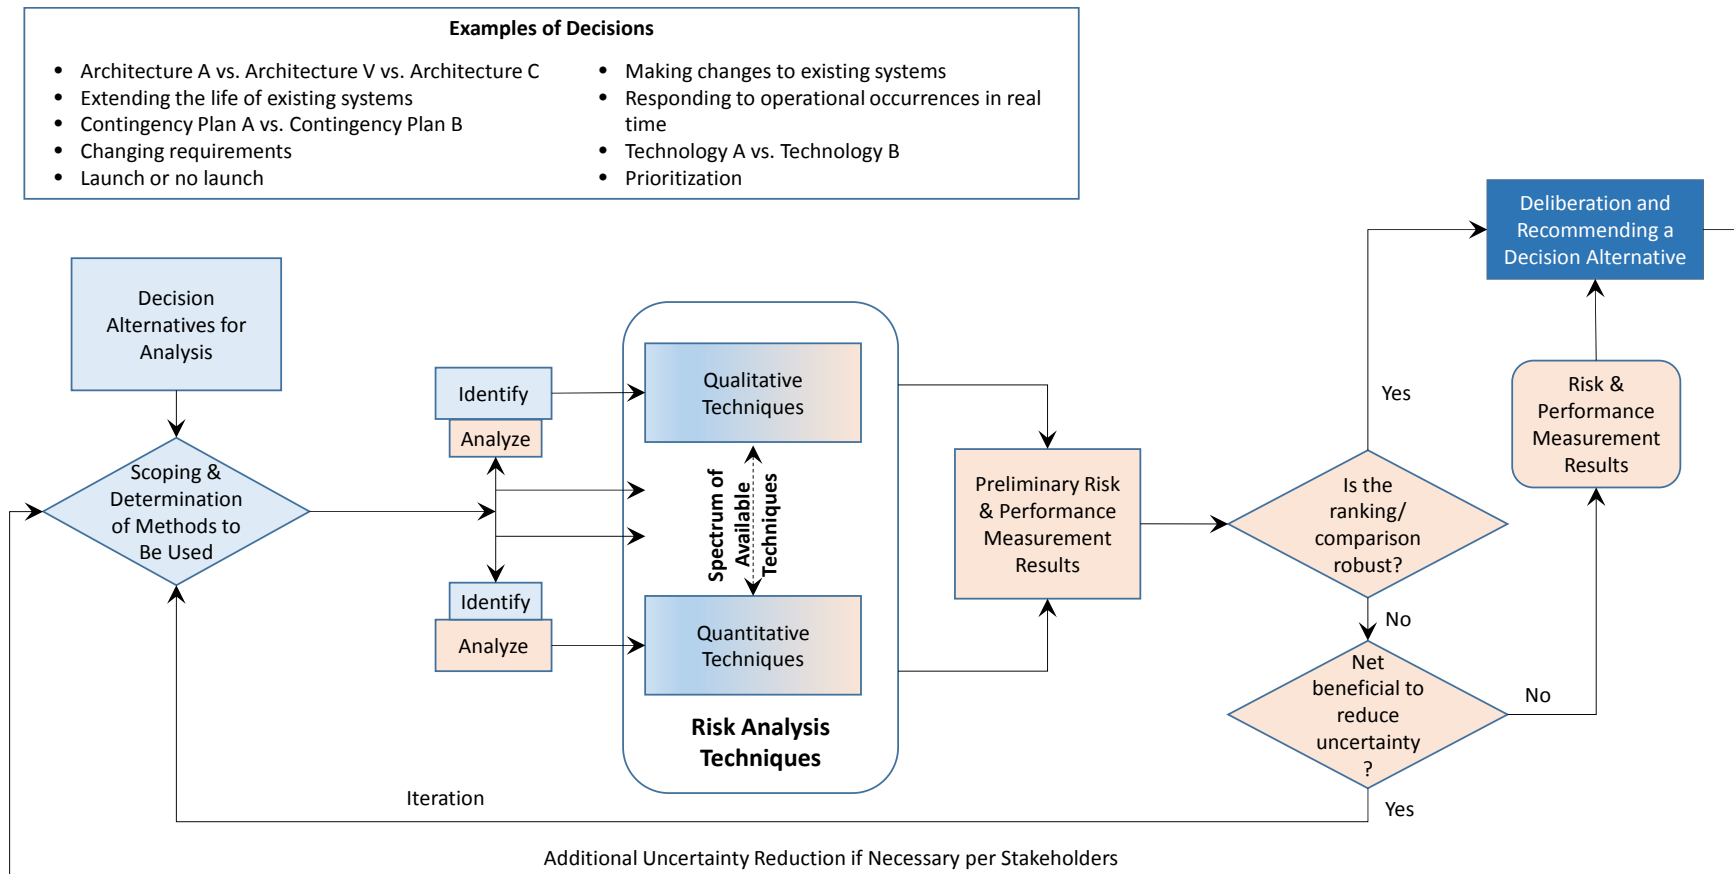 Examples of Decisions
• Architecture A vs. Architecture V vs. Architecture C
• Extending the life of existing systems
• Contingency Plan A vs. Contingency Plan B
• Changing requirements
• Launch or no launch
• Making changes to existing systems
• Responding to operational occurrences in real
time
• Technology A vs. Technology B
• Prioritization
Decision
Alternatives for
Analysis
Scoping &
Determination
of Methods to
Be Used
Identify
Analyze
Identify
Analyze
Qualitative
Techniques
Spectrum of
Available
Techniques
Quantitative
Techniques
Risk Analysis
Techniques
Preliminary Risk
& Performance
Measurement
Results
Is the
ranking/
comparison
robust?
Yes
No
Net
beneficial to
reduce
uncertainty
?
No
Yes
Risk &
Performance
Measurement
Results
Deliberation and
Recommending a
Decision Alternative
Iteration
Additional Uncertainty Reduction if Necessary per Stakeholders